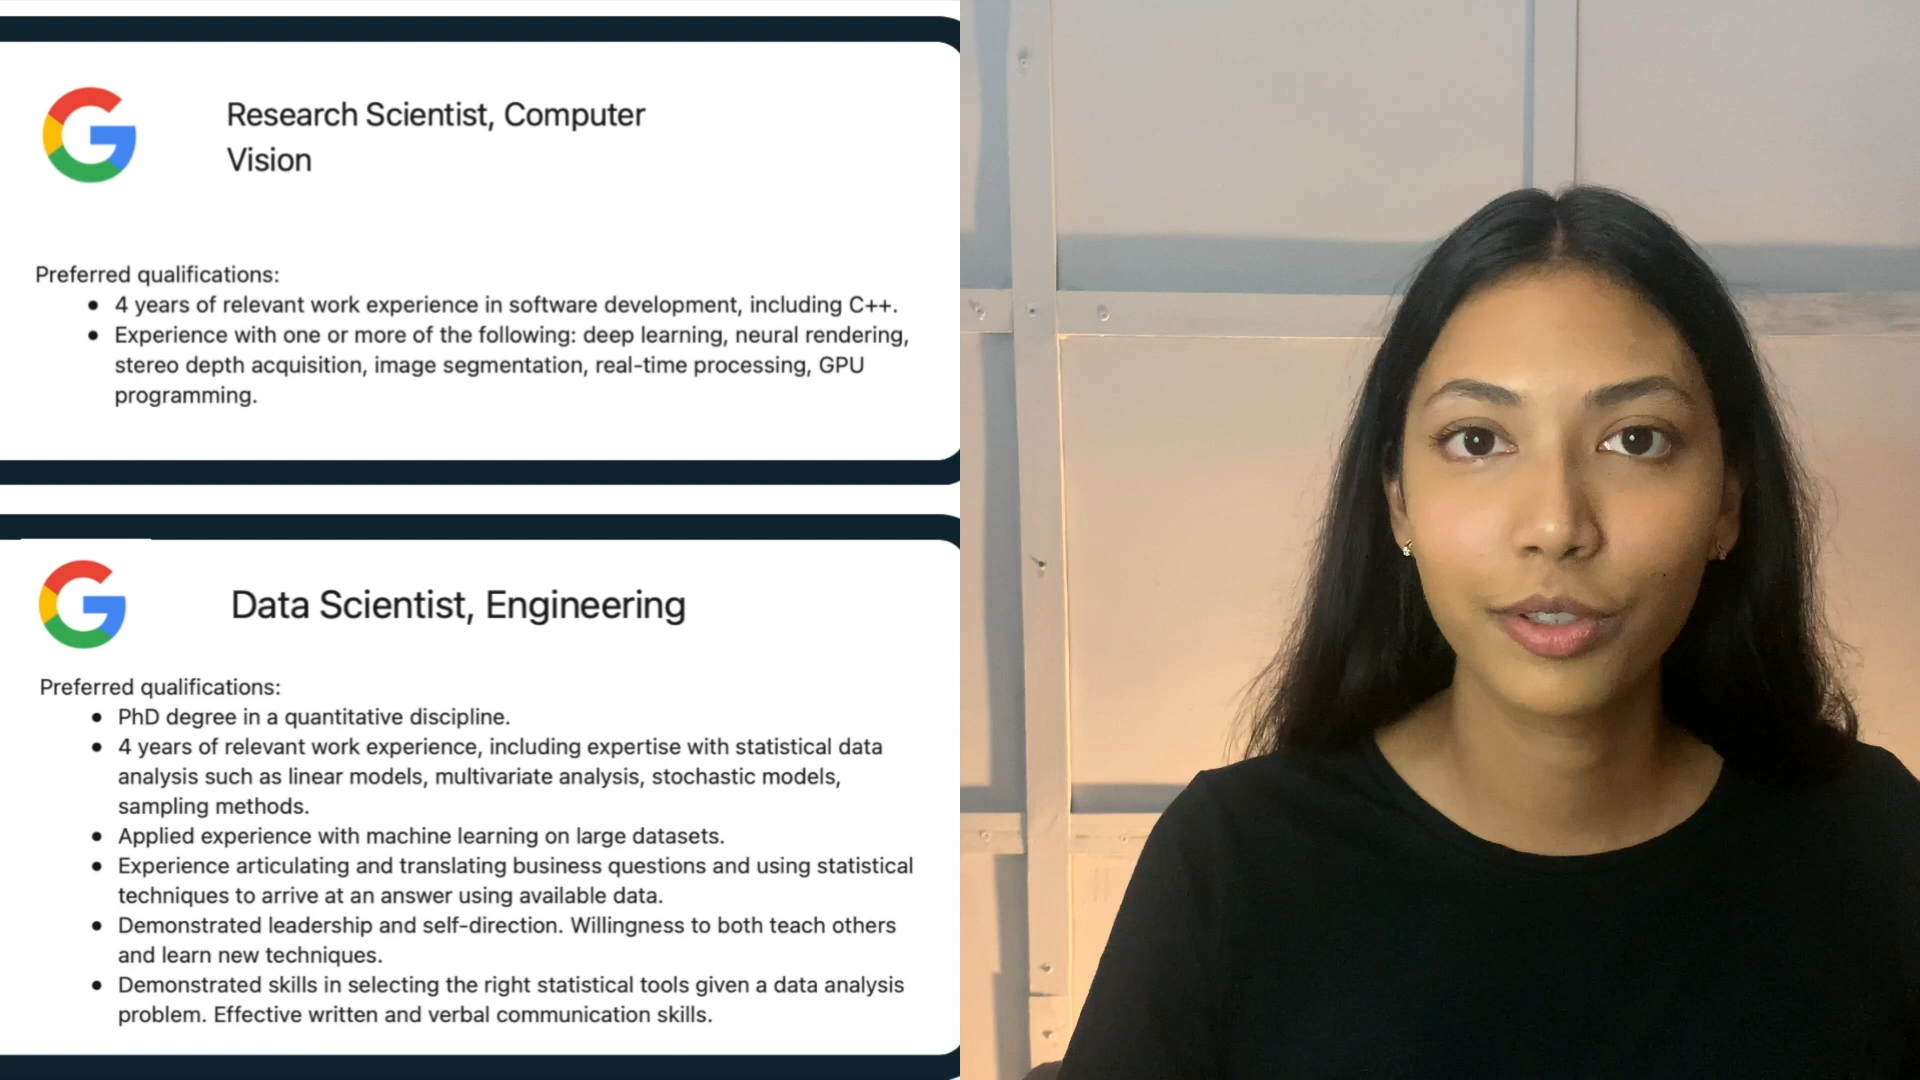 Research Scientist, Computer
Vision
Preferred qualifications:
● 4 years of relevant work experience in software development, including C++.
● Experience with one or more of the following: deep learning, neural rendering,
stereo depth acquisition, image segmentation, real-time processing, GPU
programming.
Data Scientist, Engineering
Preferred qualifications:
● PhD degree in a quantitative discipline.
● 4 years of relevant work experience, including expertise with statistical data
analysis such as linear models, multivariate analysis, stochastic models,
sampling methods.
● Applied experience with machine learning on large datasets.
● Experience articulating and translating business questions and using statistical
techniques to arrive at an answer using available data.
● Demonstrated leadership and self-direction. Willingness to both teach others
and learn new techniques.
● Demonstrated skills in selecting the right statistical tools given a data analysis
problem. Effective written and verbal communication skills.